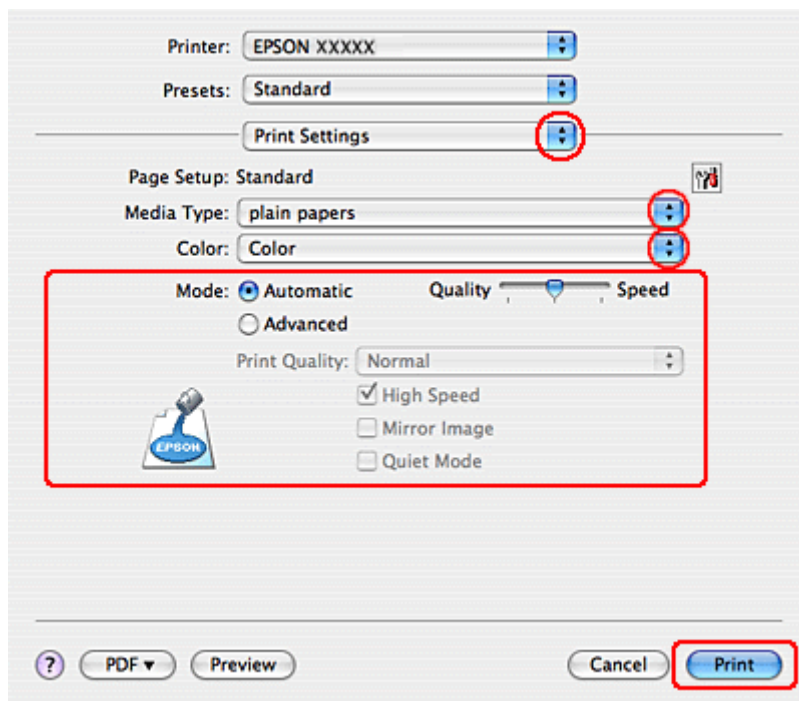 Printer: EPSON XXXXX
Presets: Standard
Print Settings
Page Setup: Standard
Media Type: plain papers
Color: Color
Mode: Automatic Quality Speed
Advanced
Print Quality: Normal
High Speed
EPSON Mirror Image
Quiet Mode
? PDF ▼ Preview Cancel Print